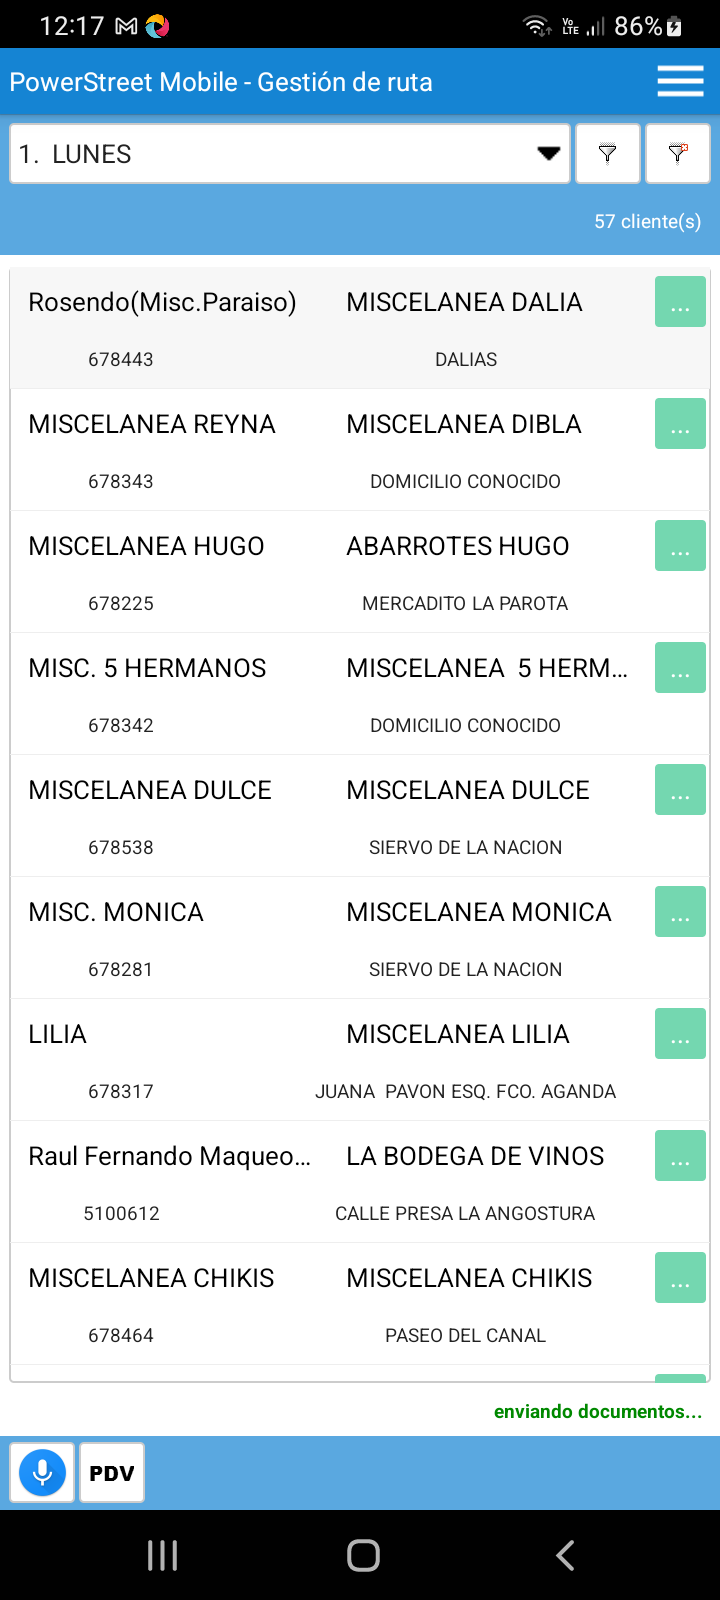 12:17
Vo
LTE
86%
PowerStreet Mobile - Gestión de ruta
1. LUNES
57 cliente(s)
Rosendo(Misc.Paraiso) MISCELANEA DALIA ...
678443 DALIAS
MISCELANEA REYNA MISCELANEA DIBLA ...
678343 DOMICILIO CONOCIDO
MISCELANEA HUGO ABARROTES HUGO ...
678225 MERCADITO LA PAROTA
MISC. 5 HERMANOS MISCELANEA  5 HERM... ...
678342 DOMICILIO CONOCIDO
MISCELANEA DULCE MISCELANEA DULCE ...
678538 SIERVO DE LA NACION
MISC. MONICA MISCELANEA MONICA ...
678281 SIERVO DE LA NACION
LILIA MISCELANEA LILIA ...
678317 JUANA  PAVON ESQ. FCO. AGANDA
Raul Fernando Maqueo... LA BODEGA DE VINOS ...
5100612 CALLE PRESA LA ANGOSTURA
MISCELANEA CHIKIS MISCELANEA CHIKIS ...
678464 PASEO DEL CANAL
enviando documentos...
PDV